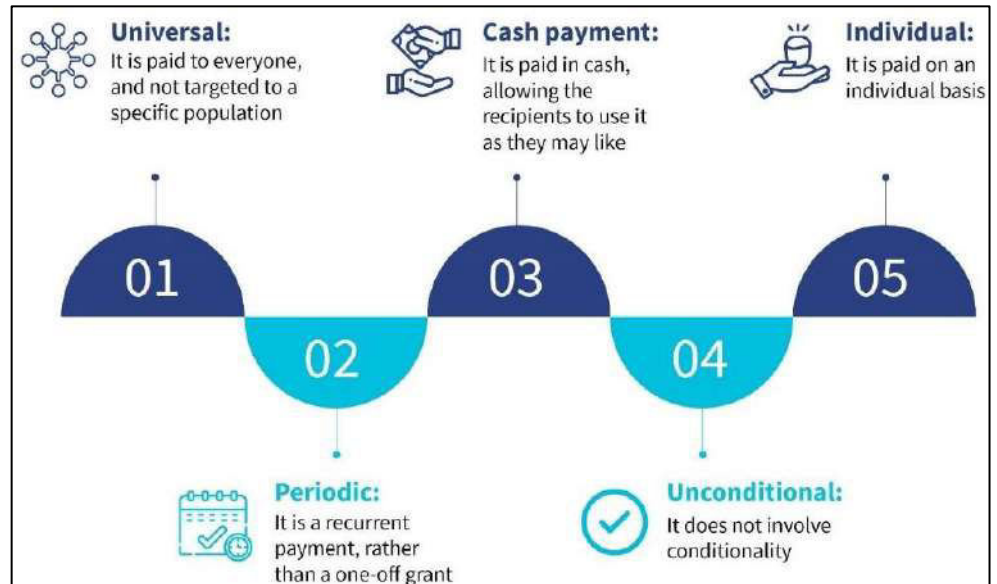 Universal:
It is paid to everyone,
and not targeted to a
specific population
Cash payment:
It is paid in cash,
allowing the
recipients to use it
as they may like
Individual:
It is paid on an
individual basis
01
02
03
04
05
Periodic:
It is a recurrent
payment, rather
than a one-off grant
Unconditional:
It does not involve
conditionality